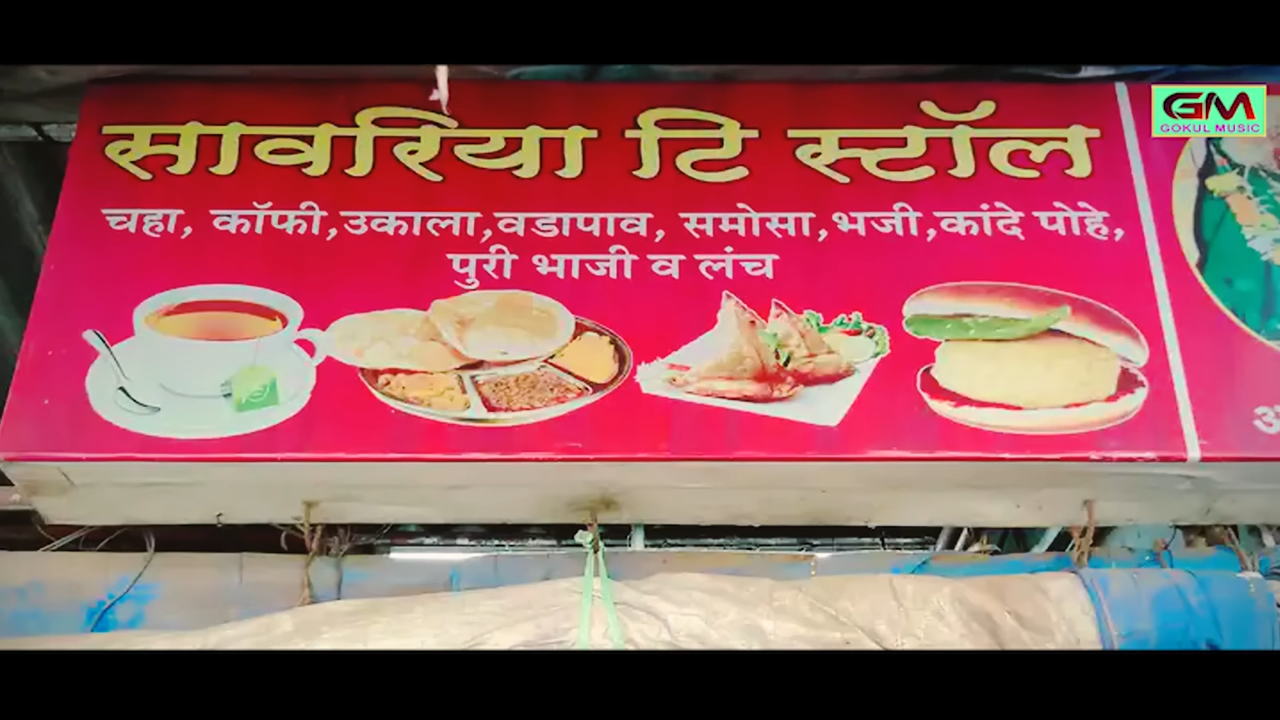 सावरिया टि स्टॉल
चहा, कॉफी,उकाला,वडापाव, समोसा,भजी,कांदे पोहे,
पुरी भाजी व लंच
GM
GOKUL MUSIC